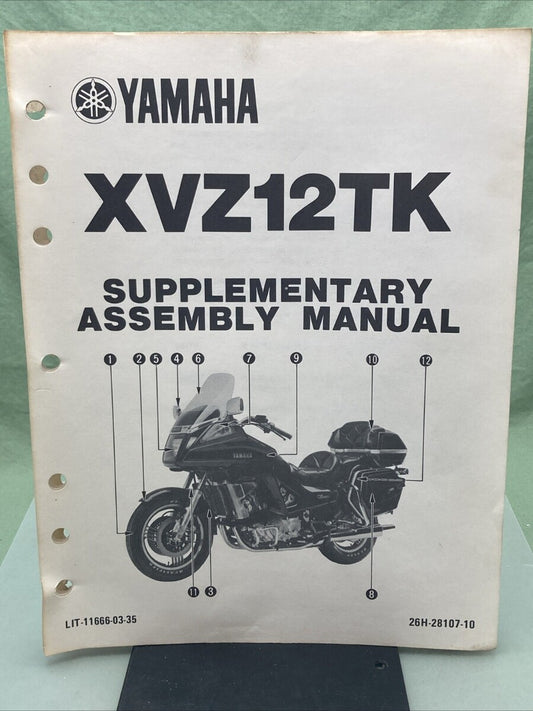 YAMAHA
XVZ12TK
SUPPLEMENTARY
ASSEMBLY MANUAL
1 2 5 4 6 7 9 10 12
YAMAHA
11 3 8
LIT-11666-03-35 26H-28107-10